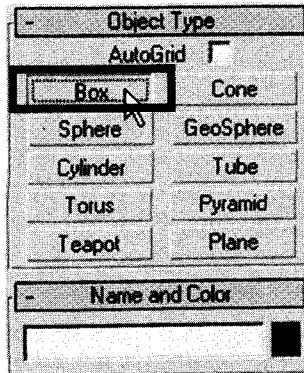 - Object Type
AutoGrid
Box Cone
Sphere GeoSphere
Cylinder Tube
Torus Pyramid
Teapot Plane
- Name and Color